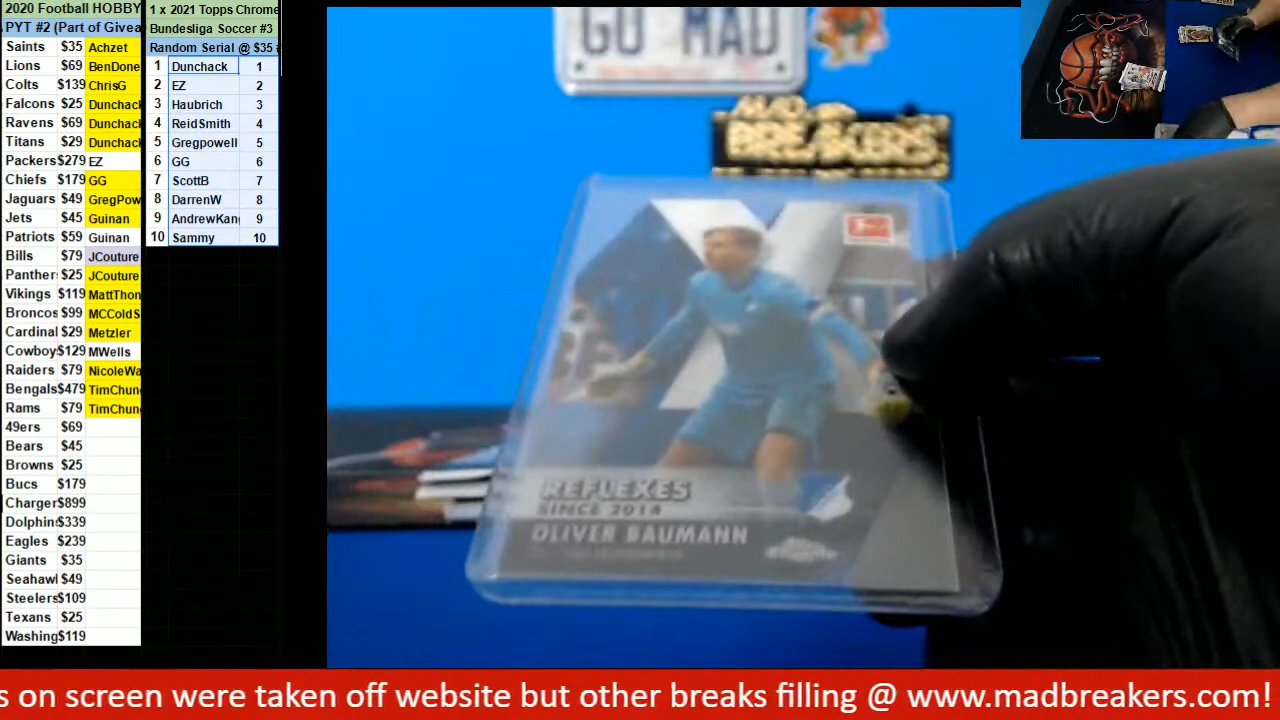 2020 Football HOBBY
PYT #2 (Part of Givea
Saints $35 Achzet
Lions $69 BenDone
Colts $139 ChrisG
Falcons $25 Dunchack
Ravens $69 Dunchack
Titans $29 Dunchack
Packers $279 EZ
Chiefs $179 GG
Jaguars $49 GregPow
Jets $45 Guinan
Patriots $59 Guinan
Bills $79 JCouture
Panther $25 JCouture
Vikings $119 MattThon
Broncos $99 MCColdS
Cardinal $29 Metzler
Cowboy $129 MWells
Raiders $79 NicoleWa
Bengals $479 TimChung
Rams $79 TimChung
49ers $69
Bears $45
Browns $25
Bucs $179
Charger $899
Dolphin $339
Eagles $239
Giants $35
Seahawl $49
Steelers $109
Texans $25
Washing $119
1 x 2021 Topps Chrome
Bundesliga Soccer #3
Random Serial @ $35
1 Dunchack 1
2 EZ 2
3 Haubrich 3
4 ReidSmith 4
5 Gregpowell 5
6 GG 6
7 ScottB 7
8 DarrenW 8
9 AndrewKang 9
10 Sammy 10
GO MAD
BREAKERS
REFLEXES
SINCE 2014
OLIVER BAUMANN
s on screen were taken off website but other breaks filling @ www.madbreakers.com!